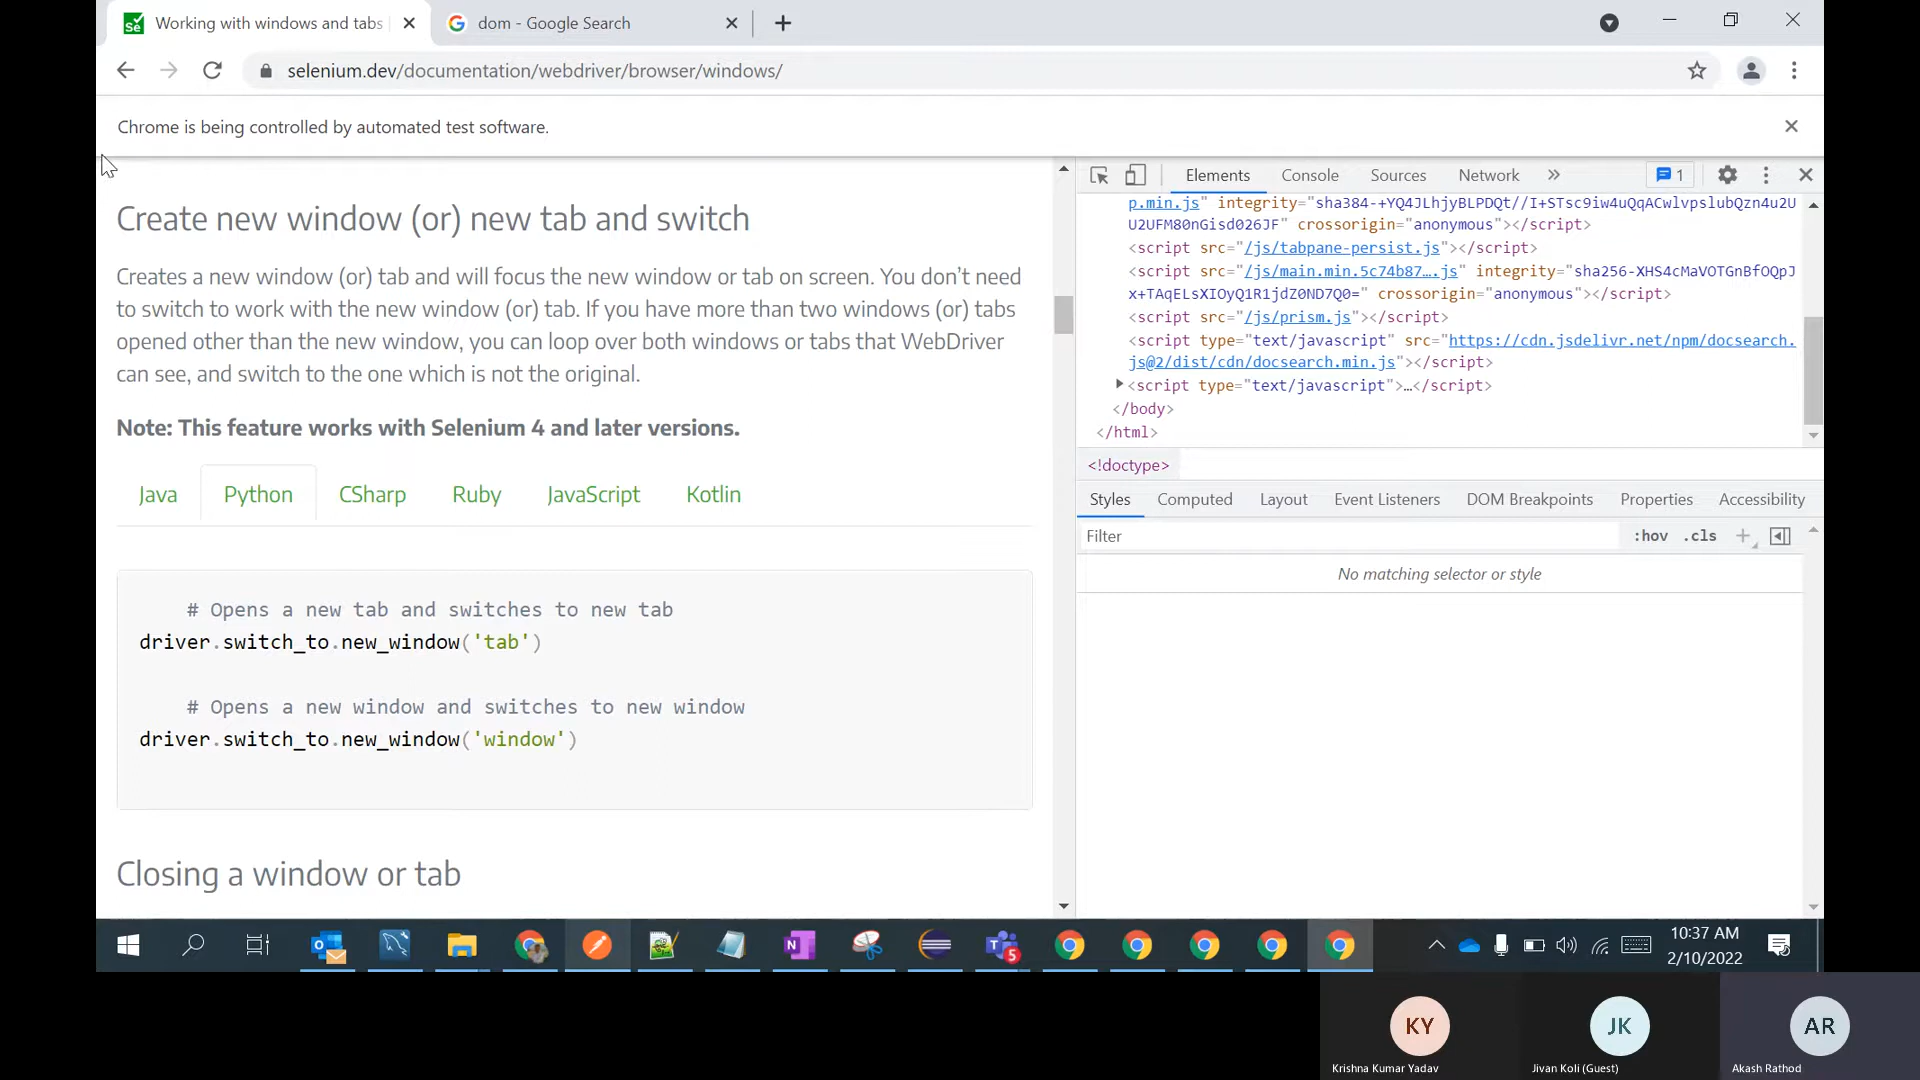 Working with windows and tabs
dom - Google Search
selenium.dev/documentation/webdriver/browser/windows/
Chrome is being controlled by automated test software.
Create new window (or) new tab and switch
Creates a new window (or) tab and will focus the new window or tab on screen. You don’t need
to switch to work with the new window (or) tab. If you have more than two windows (or) tabs
opened other than the new window, you can loop over both windows or tabs that WebDriver
can see, and switch to the one which is not the original.
Note: This feature works with Selenium 4 and later versions.
Java Python CSharp Ruby JavaScript Kotlin
# Opens a new tab and switches to new tab
driver.switch_to.new_window('tab')
# Opens a new window and switches to new window
driver.switch_to.new_window('window')
Closing a window or tab
Elements Console Sources Network » 1
p.min.js" integrity="sha384-+YQ4JLhjyBLPDQt//I+STsc9iw4uQqACwlvpslubQzn4u2U
U2UFM80nGisd026JF" crossorigin="anonymous"></script>
<script src="/js/tabpane-persist.js"></script>
<script src="/js/main.min.5c74b87….js" integrity="sha256-XHS4cMaVOTGnBfOQpJ
x+TAqELsXIOyQ1R1jdZ0ND7Q0=" crossorigin="anonymous"></script>
<script src="/js/prism.js"></script>
<script type="text/javascript" src="https://cdn.jsdelivr.net/npm/docsearch.
js@2/dist/cdn/docsearch.min.js"></script>
<script type="text/javascript">…</script>
</body>
</html>
<!doctype>
Styles Computed Layout Event Listeners DOM Breakpoints Properties Accessibility
Filter :hov .cls +
No matching selector or style
10:37 AM
2/10/2022
5
KY JK AR
Krishna Kumar Yadav Jivan Koli (Guest) Akash Rathod